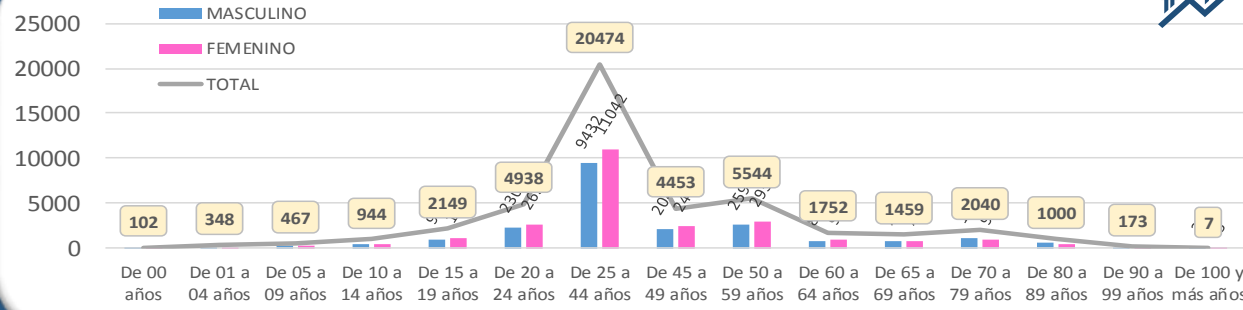 MASCULINO
FEMENINO
TOTAL
25000
20000
15000
10000
5000
0
102
348
467
944
2149
4938
20474
4453
5544
1752
1459
2040
1000
173
7
9432
11042
De 00 años
De 01 a 04 años
De 05 a 09 años
De 10 a 14 años
De 15 a 19 años
De 20 a 24 años
De 25 a 44 años
De 45 a 49 años
De 50 a 59 años
De 60 a 64 años
De 65 a 69 años
De 70 a 79 años
De 80 a 89 años
De 90 a 99 años
De 100 y más años